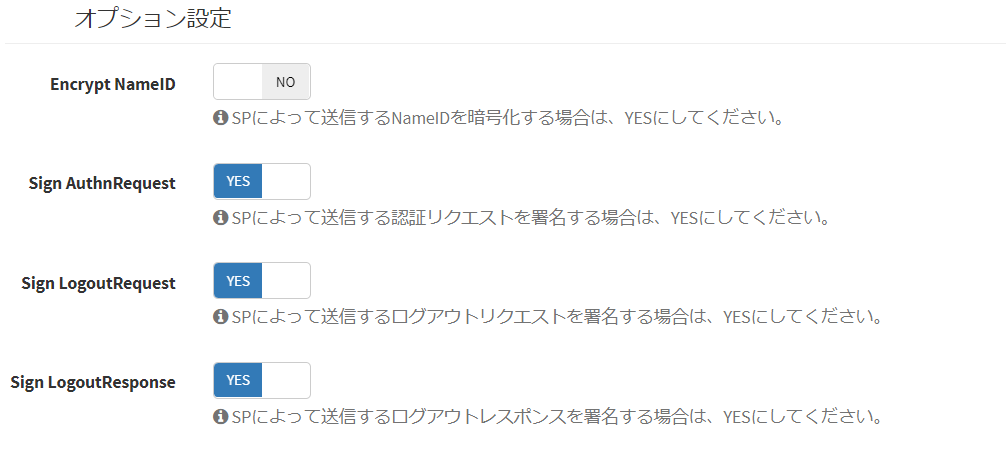 オプション設定
Encrypt NameID NO
SPによって送信するNameIDを暗号化する場合は、YESにしてください。
Sign AuthnRequest YES
SPによって送信する認証リクエストを署名する場合は、YESにしてください。
Sign LogoutRequest YES
SPによって送信するログアウトリクエストを署名する場合は、YESにしてください。
Sign LogoutResponse YES
SPによって送信するログアウトレスポンスを署名する場合は、YESにしてください。